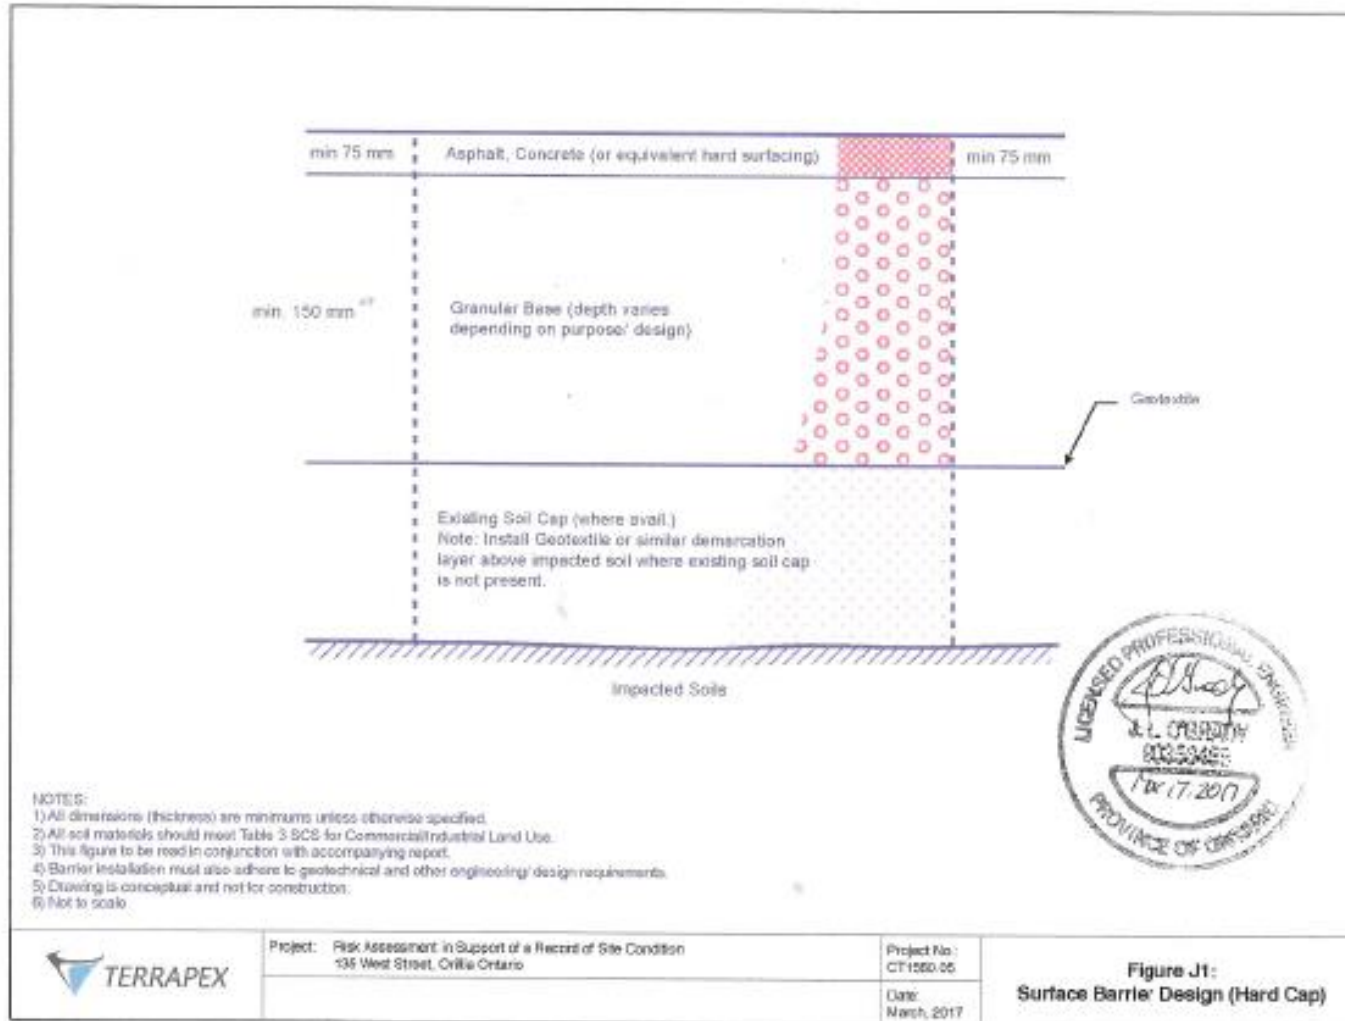 min 75 mm
Asphalt, Concrete (or equivalent hard surfacing)
min 75 mm
min. 150 mm
Granular Base (depth varies
depending on purpose/ design)
Geotextile
Existing Soil Cap (where avail.)
Note: Install Geotextile or similar demarcation
layer above impacted soil where existing soil cap
is not present.
Impacted Soils
LICENSED PROFESSIONAL ENGINEER
PROVINCE OF ONTARIO
NOTES:
1) All dimensions (thickness) are minimums unless otherwise specified.
2) All soil materials should meet Table 3 SCS for Commercial/Industrial Land Use.
3) This figure to be read in conjunction with accompanying report.
4) Barrier installation must also adhere to geotechnical and other engineering/ design requirements.
5) Drawing is conceptual and not for construction.
6) Not to scale
TERRAPEX
Project: Risk Assessment in Support of a Record of Site Condition
135 West Street, Orillia Ontario
Project No.:
Date:
March, 2017
Figure J1:
Surface Barrier Design (Hard Cap)